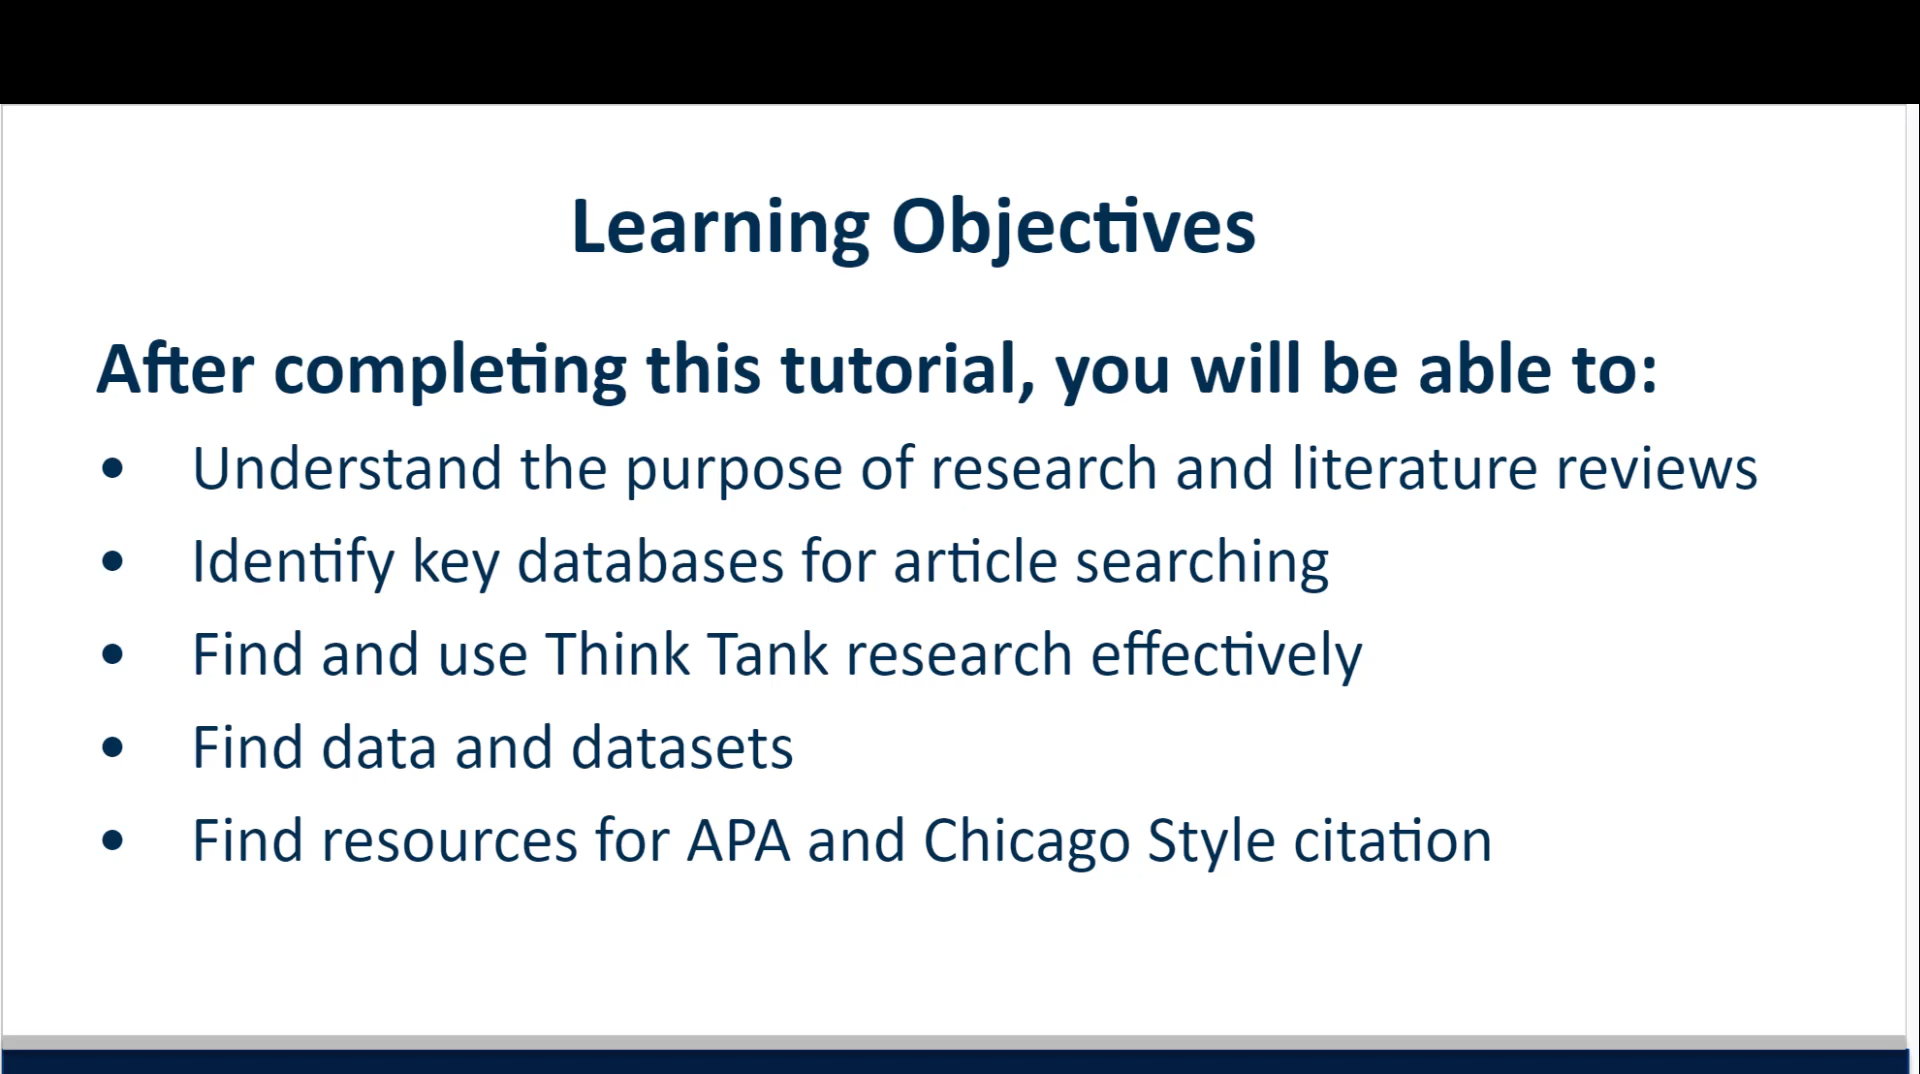 Learning Objectives
After completing this tutorial, you will be able to:
• Understand the purpose of research and literature reviews
• Identify key databases for article searching
• Find and use Think Tank research effectively
• Find data and datasets
• Find resources for APA and Chicago Style citation